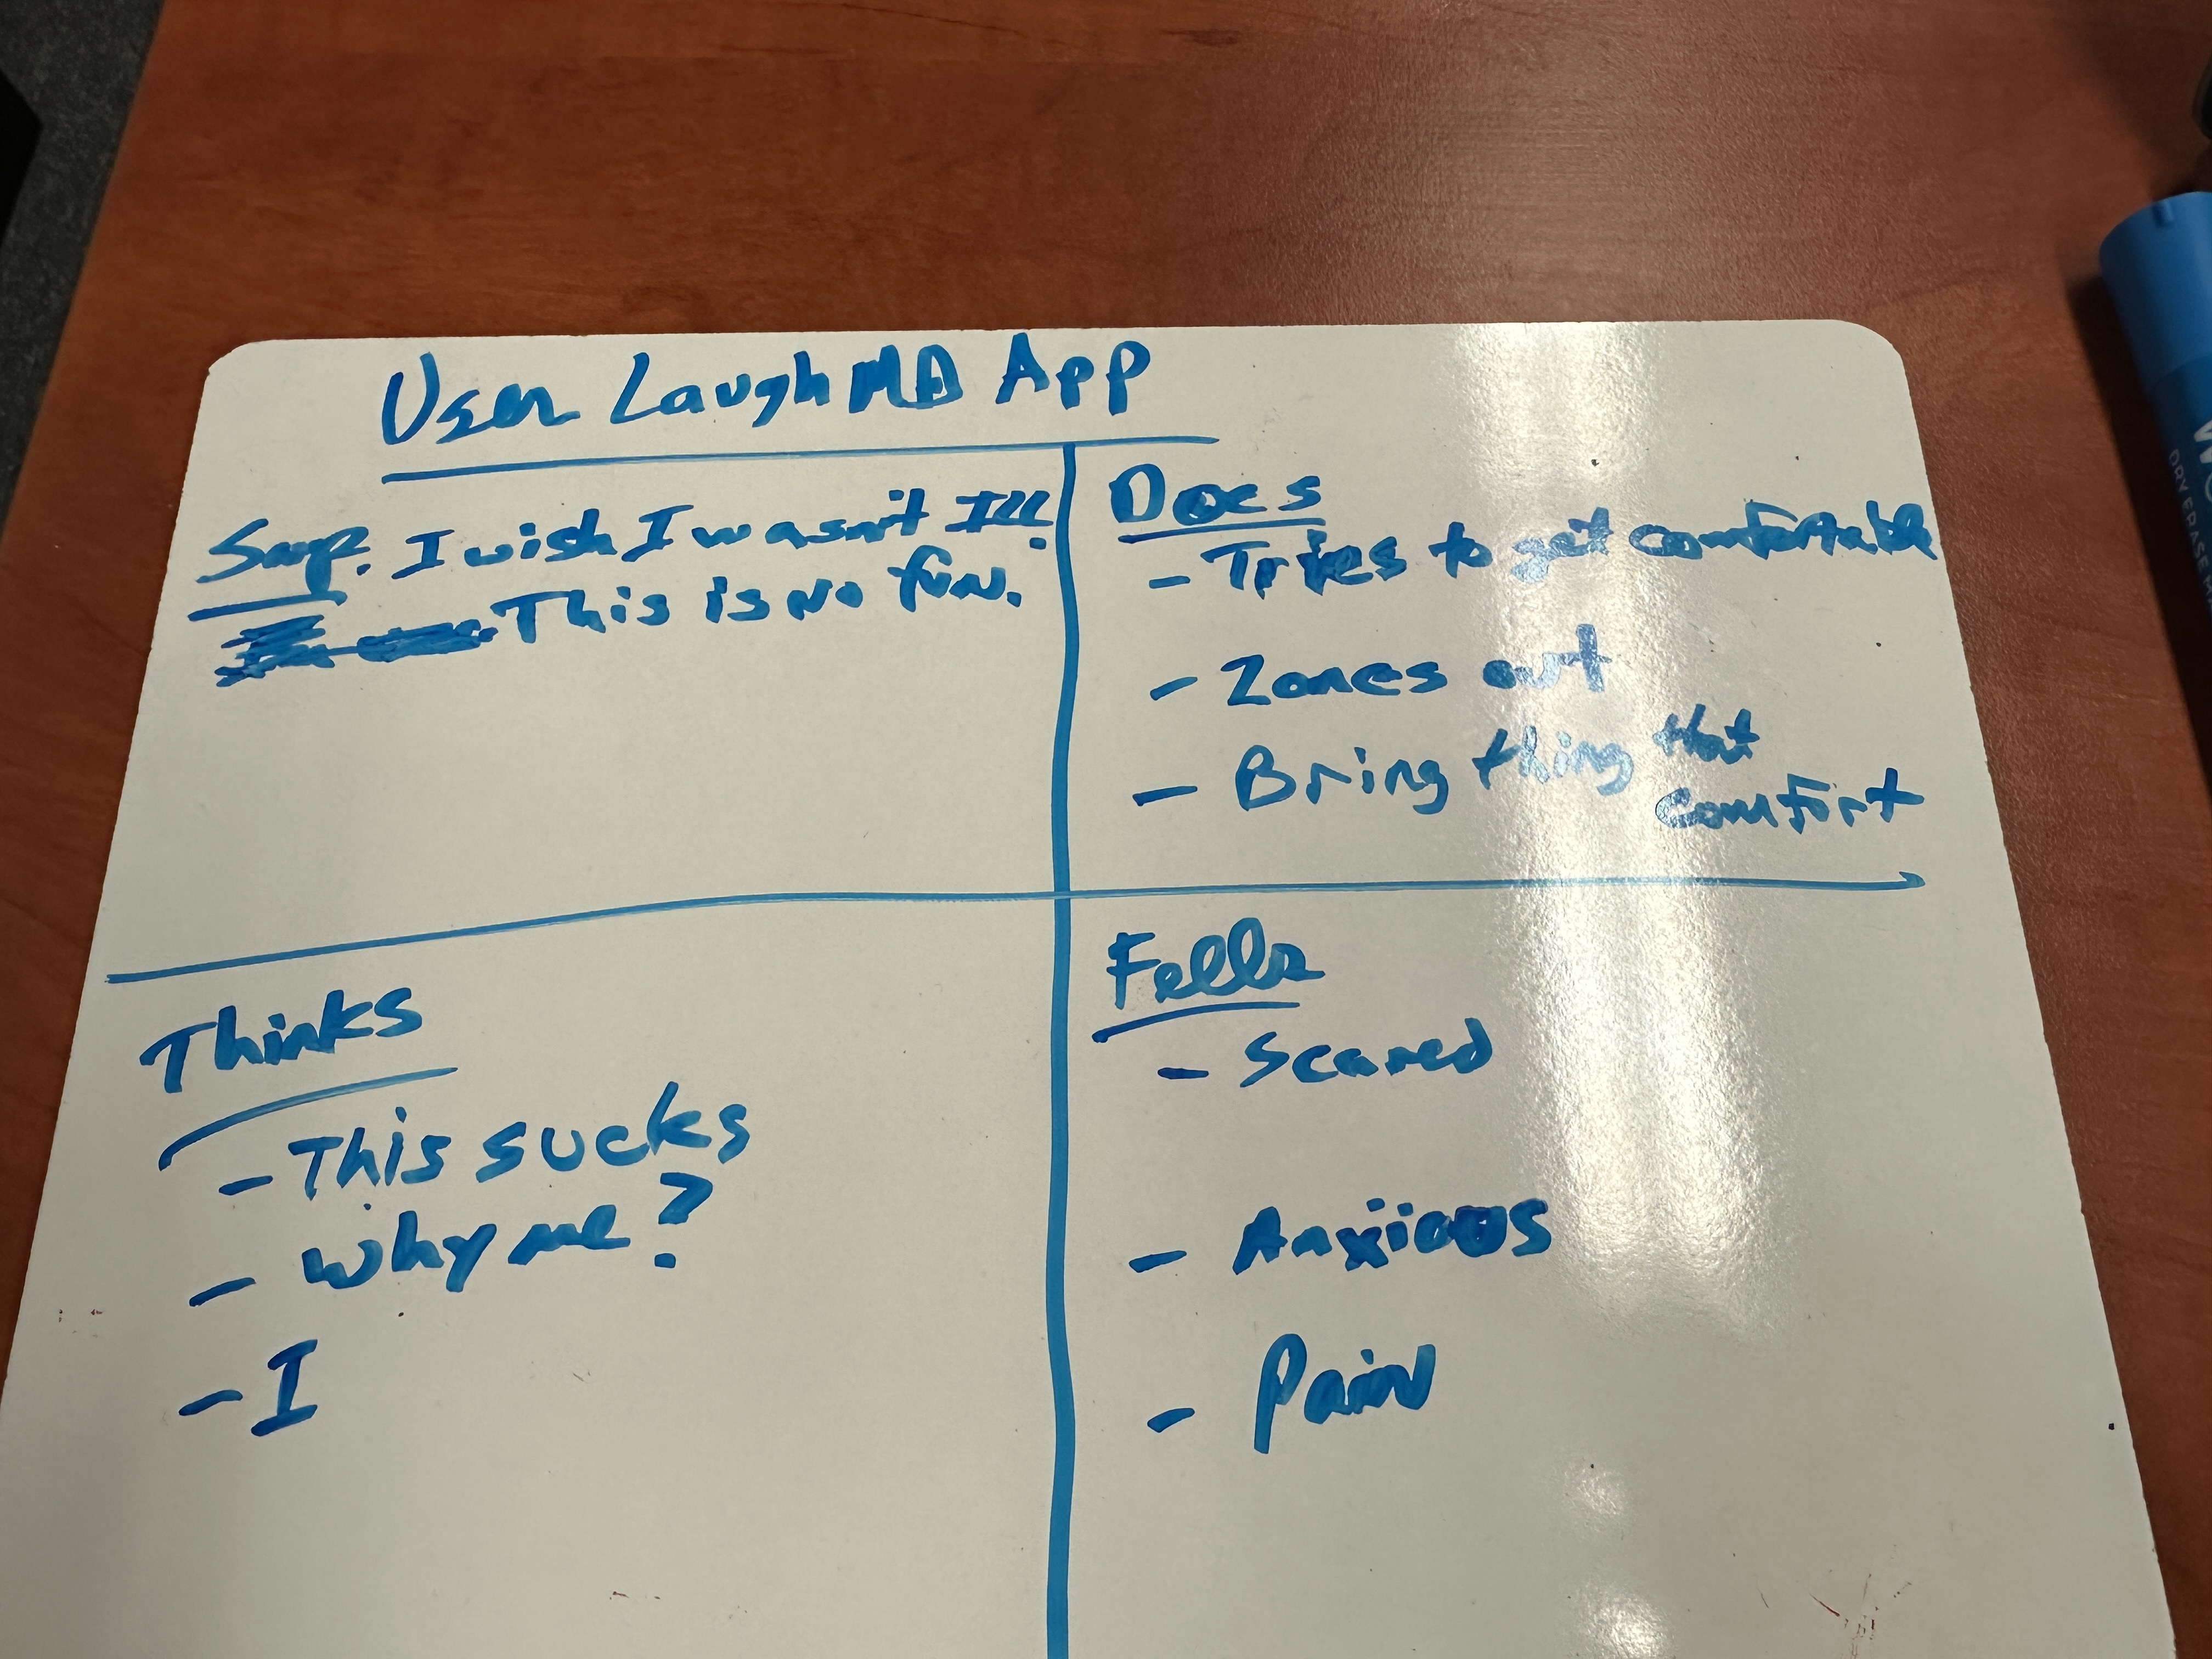 User LaughMD App
Says. I wish I wasn't Ill.
This is no fun.
Does
- Tries to get comfortable
- Zones out
- Bring thing that
comfort
Thinks
- This sucks
- why me?
- I
Fells
- Scared
- Anxious
- Pain
DRY ERASE